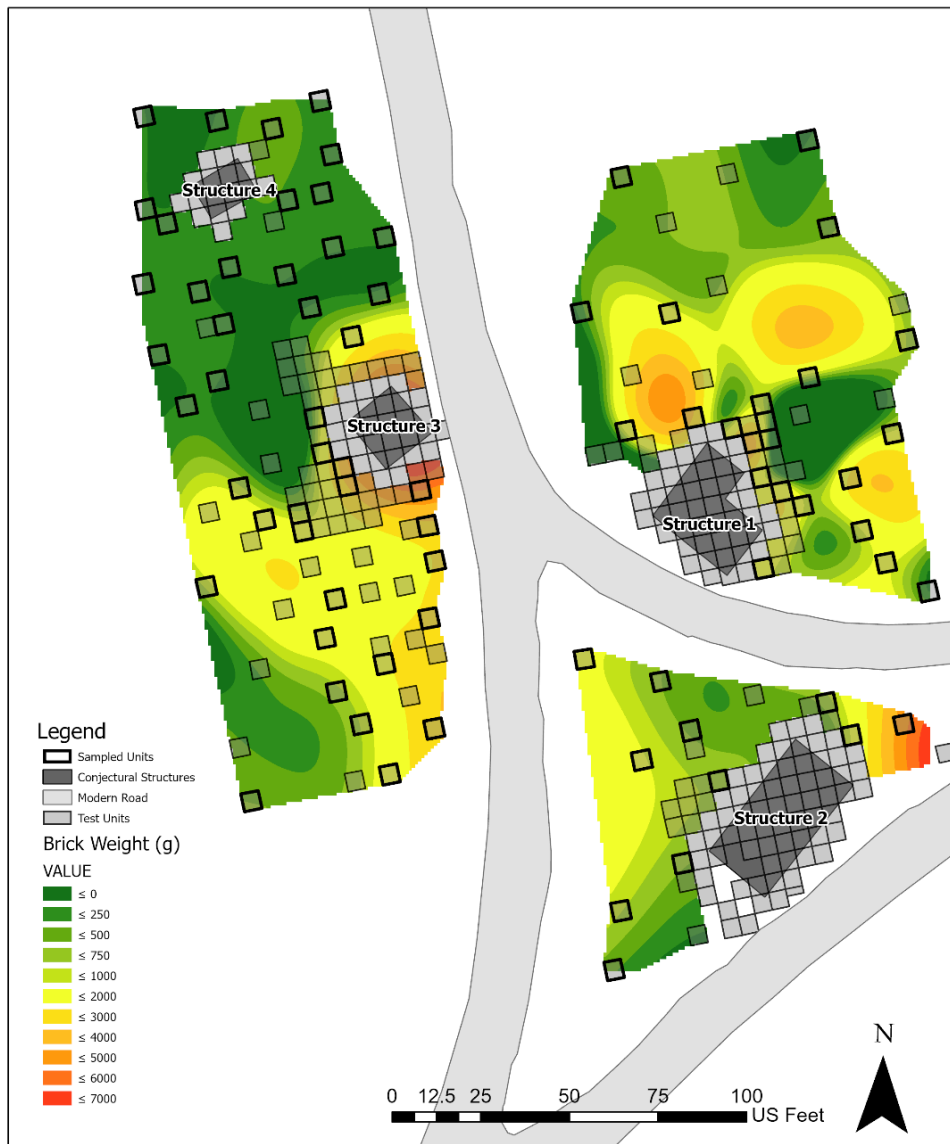 Structure 4
Structure 3
Structure 1
Structure 2
Legend
Sampled Units
Conjectural Structures
Modern Road
Test Units
Brick Weight (g)
VALUE
≤ 0
≤ 250
≤ 500
≤ 750
≤ 1000
≤ 2000
≤ 3000
≤ 4000
≤ 5000
≤ 6000
≤ 7000
N
0 12.5 25 50 75 100
US Feet